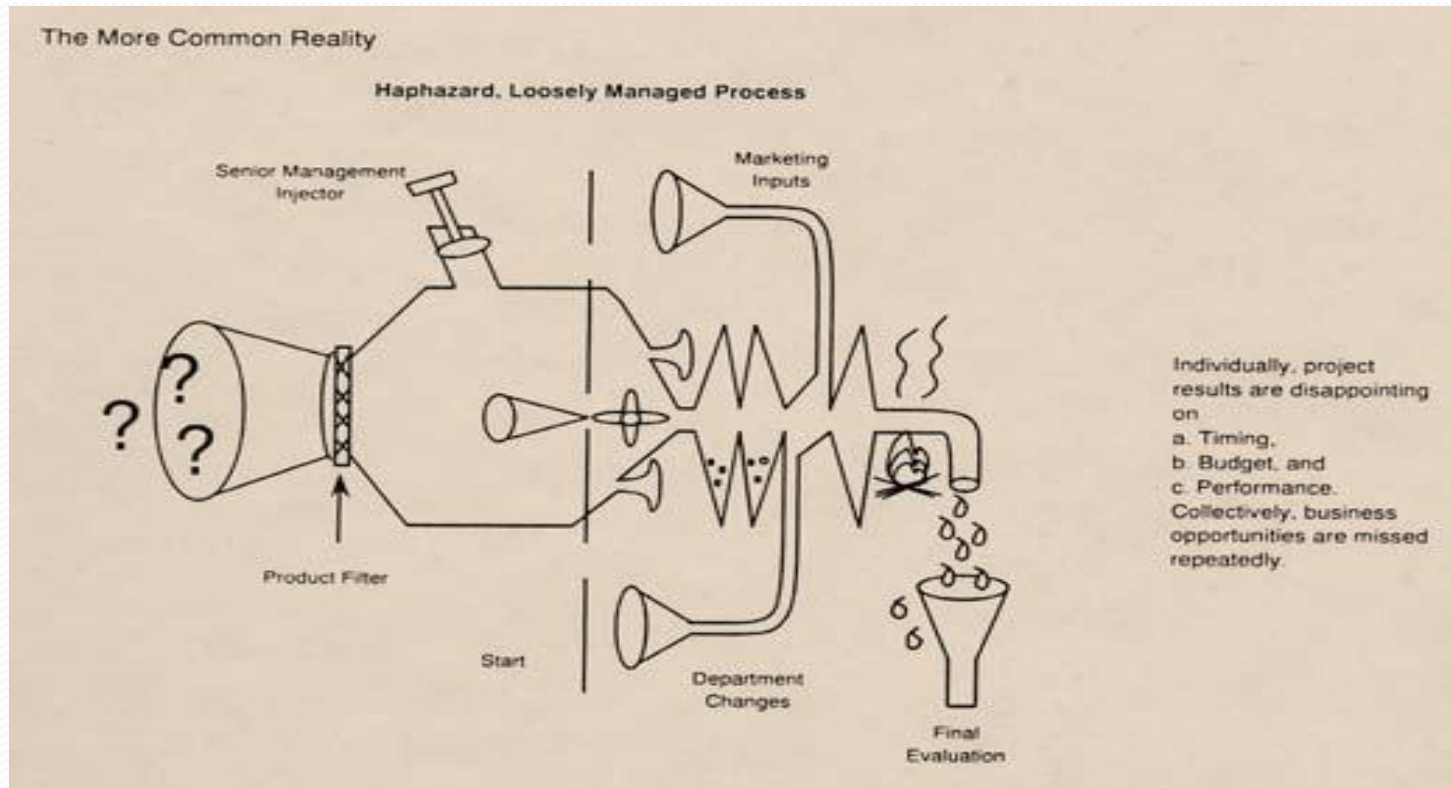 The More Common Reality
Haphazard, Loosely Managed Process
Senior Management
Injector
Marketing
Inputs
?
?
?
Individually, project
results are disappointing
on
a. Timing,
b. Budget, and
c. Performance.
Collectively, business
opportunities are missed
repeatedly.
Product Filter
Start
Department
Changes
Final
Evaluation